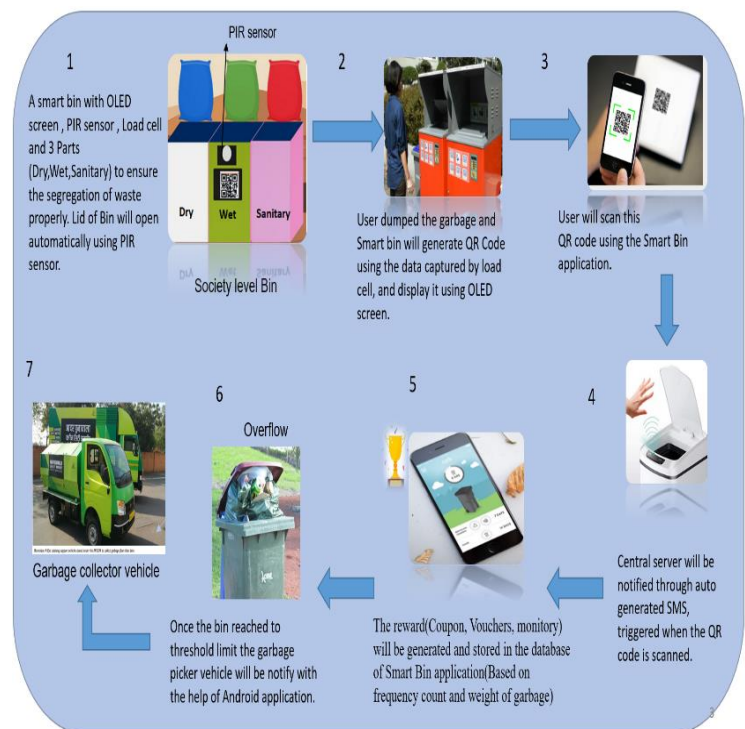 1
PIR sensor
A smart bin with OLED
screen , PIR sensor , Load cell
and 3 Parts
(Dry,Wet,Sanitary) to ensure
the segregation of waste
properly. Lid of Bin will open
automatically using PIR
sensor.
Dry
Wet
Sanitary
Society level Bin
2
User dumped the garbage and
Smart bin will generate QR Code
using the data captured by load
cell, and display it using OLED
screen.
3
User will scan this
QR code using the Smart Bin
application.
4
Central server will be
notified through auto
generated SMS,
triggered when the QR
code is scanned.
5
The reward(Coupon, Vouchers, monitory)
will be generated and stored in the database
of Smart Bin application(Based on
frequency count and weight of garbage)
6
Overflow
Once the bin reached to
threshold limit the garbage
picker vehicle will be notify with
the help of Android application.
7
Garbage collector vehicle
3